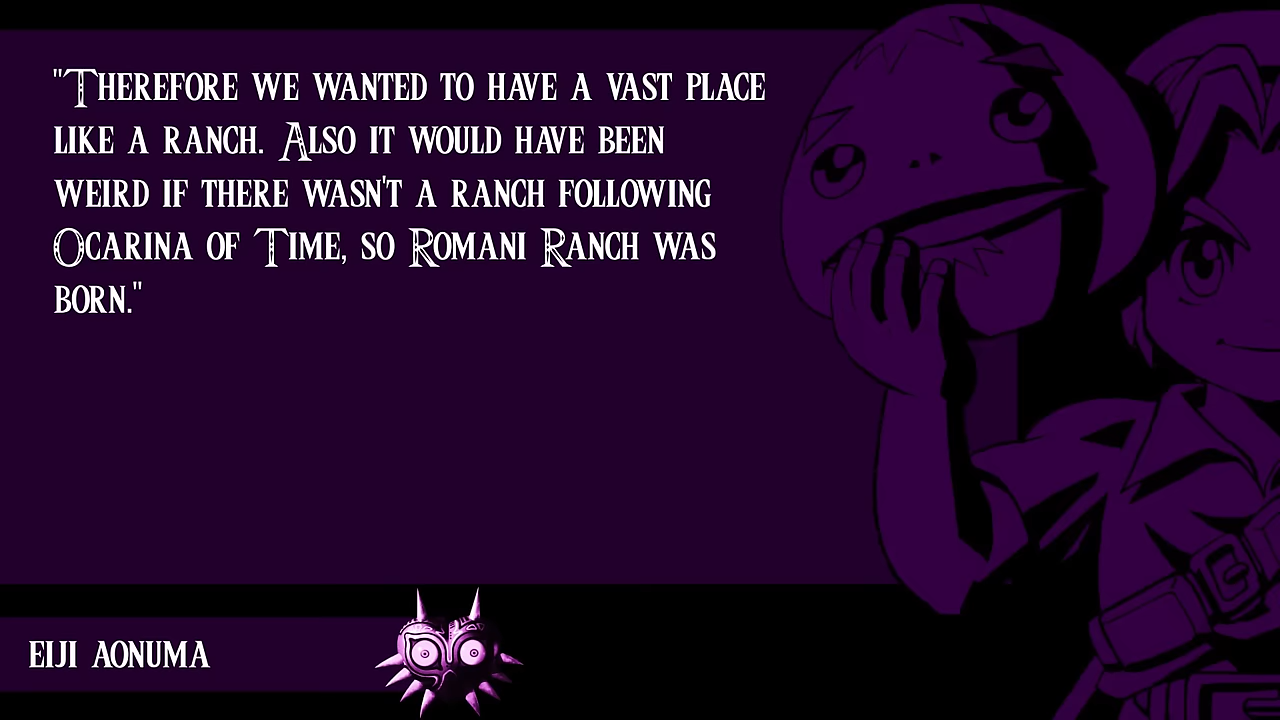 "Therefore we wanted to have a vast place
like a ranch. Also it would have been
weird if there wasn't a ranch following
Ocarina of Time, so Romani Ranch was
born."
Eiji Aonuma